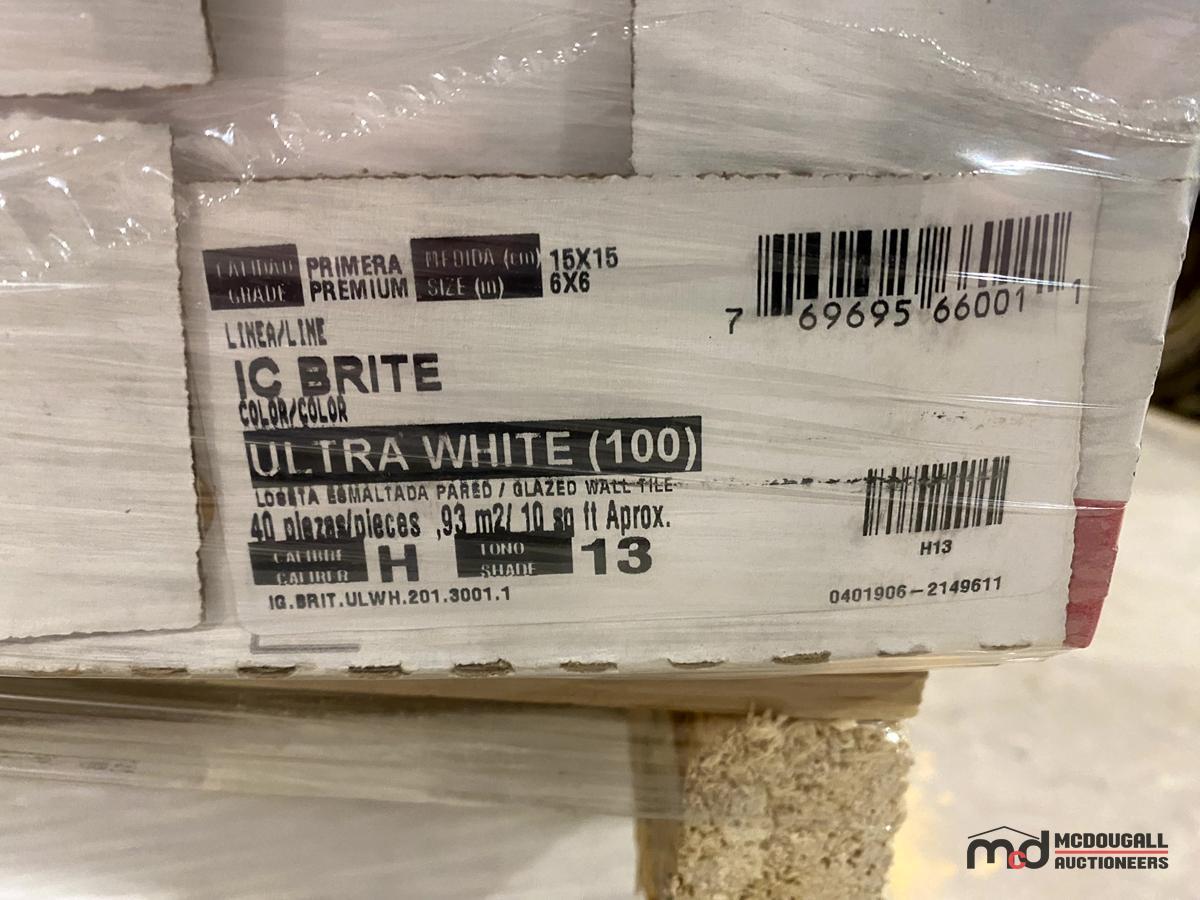 CALIDAD PRIMERA MEDIDA (cm) 15X15
GRADE PREMIUM SIZE (in) 6X6
7 69695 66001 1
LINEA/LINE
IC BRITE
COLOR/COLOR
ULTRA WHITE (100)
LOSETA ESMALTADA PARED / GLAZED WALL TILE
40 piezas/pieces ,93 m2/ 10 sq ft Aprox.
CALIBRE H TONO 13
CALIBER SHADE
H13
IG.BRIT.ULWH.201.3001.1
0401906-2149611
mcd MCDOUGALL
AUCTIONEERS